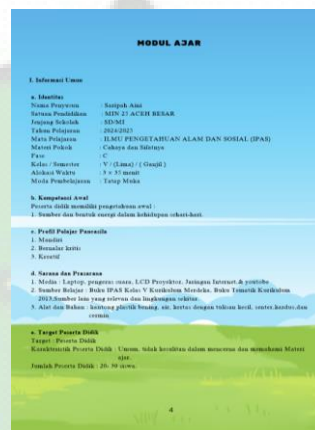 MODUL AJAR
I. Informasi Umum
a. Identitas
Nama Penyusun : Saripah Aini
Satuan Pendidikan : MIN 25 ACEH BESAR
Jenjang Sekolah : SD/MI
Tahun Pelajaran : 2024/2025
Mata Pelajaran : ILMU PENGETAHUAN ALAM DAN SOSIAL (IPAS)
Materi Pokok : Cahaya dan Sifatnya
Fase : C
Kelas / Semester : V / (Lima) / ( Ganjil )
Alokasi Waktu : 5 × 35 menit
Moda Pembelajaran : Tatap Muka
b. Kompetensi Awal
Peserta didik memiliki pengetahuan awal :
1. Sumber dan bentuk energi dalam kehidupan sehari-hari.
c. Profil Pelajar Pancasila
1. Mandiri
2. Bernalar kritis
3. Kreatif
d. Sarana dan Prasarana
1. Media : Laptop, pengeras suara, LCD Proyektor, Jaringan Internet,& youtube
2. Sumber Belajar : Buku IPAS Kelas V Kurikulum Merdeka, Buku Tematik Kurikulum
2013,Sumber lain yang relevan dan lingkungan sekitar.
3. Alat dan Bahan : kantong plastik bening, air, kertas dengan tulisan kecil, senter,kardus,dan
cermin.
e. Target Peserta Didik
Target : Peserta Didik
Karakteristik Peserta Didik : Umum, tidak kesulitan dalam mencerna dan memahami Materi
ajar.
Jumlah Peserta Didik : 20- 30 siswa.
4